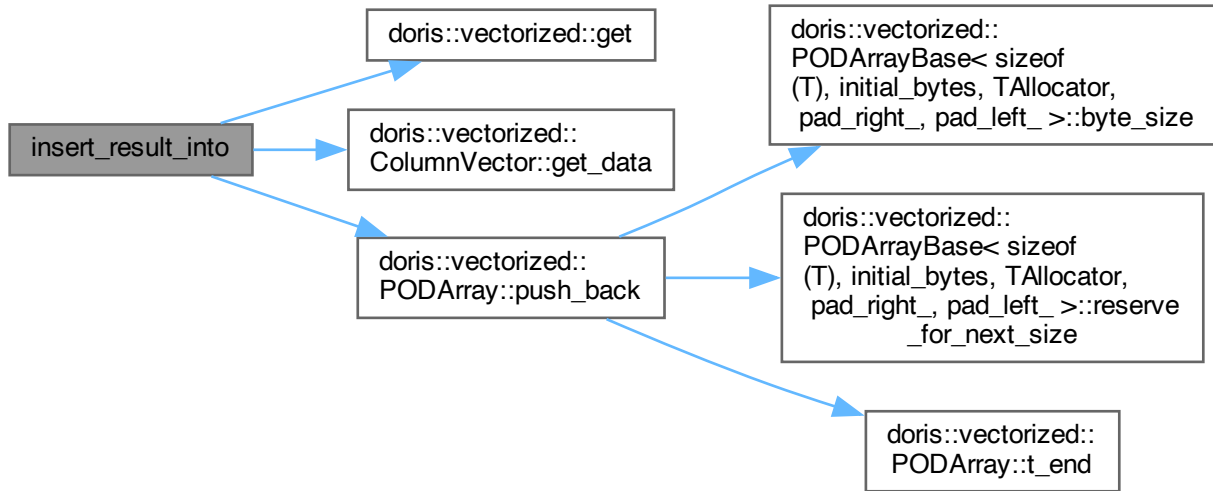 insert_result_into
doris::vectorized::get
doris::vectorized::
ColumnVector::get_data
doris::vectorized::
PODArray::push_back
doris::vectorized::
PODArrayBase< sizeof
(T), initial_bytes, TAllocator,
pad_right_, pad_left_ >::byte_size
doris::vectorized::
PODArrayBase< sizeof
(T), initial_bytes, TAllocator,
pad_right_, pad_left_ >::reserve
_for_next_size
doris::vectorized::
PODArray::t_end